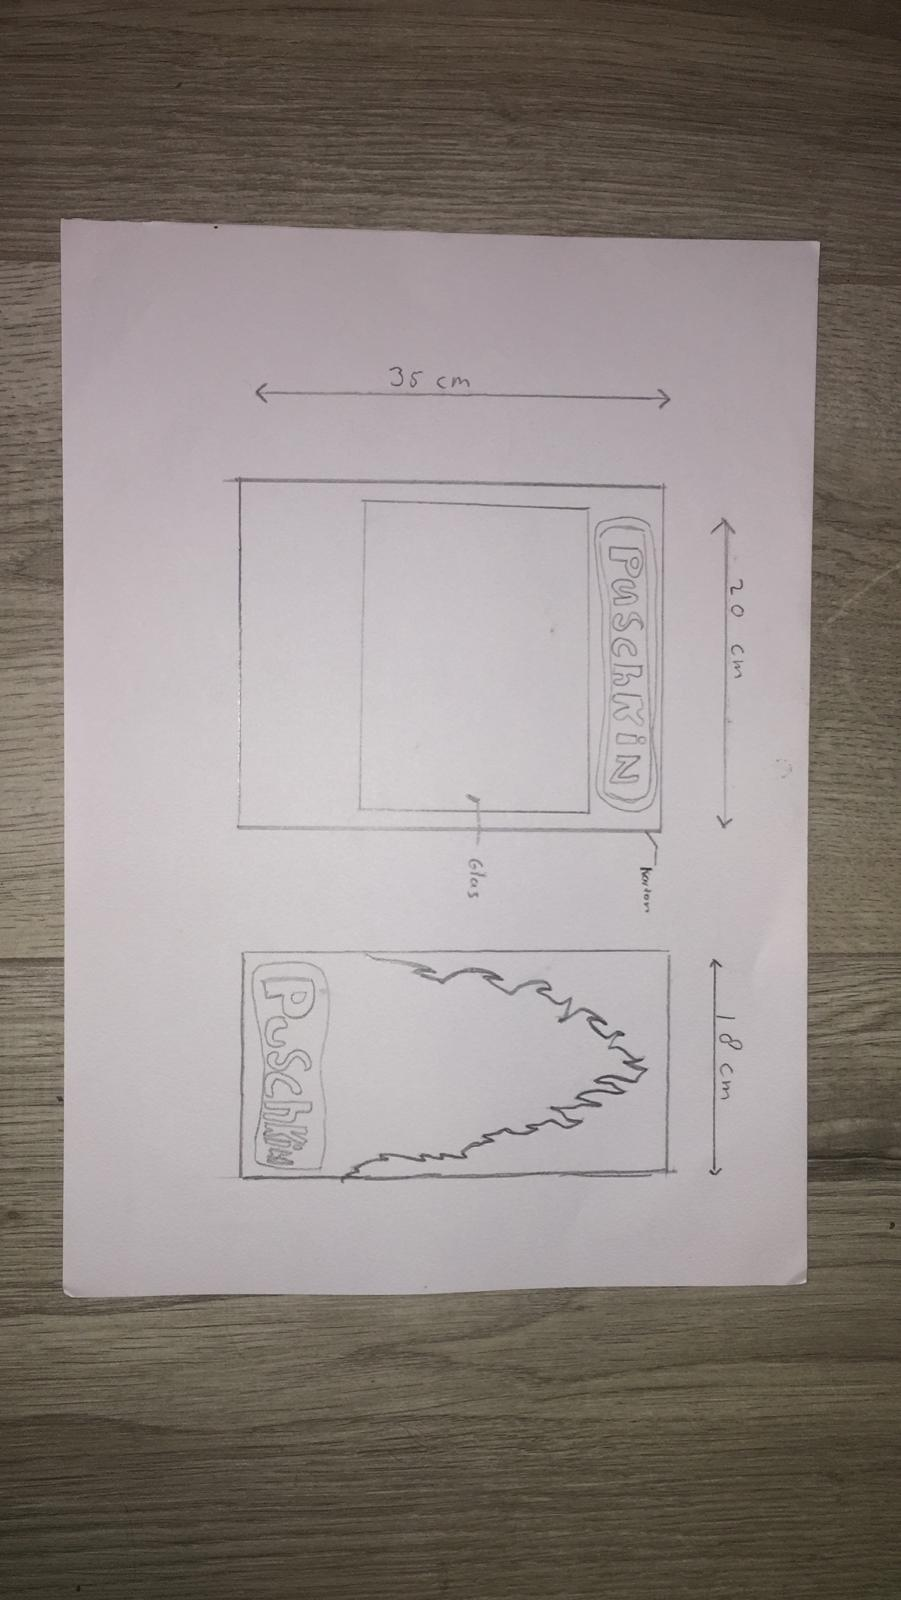 20 cm
18 cm
35 cm
Puschkin
Karton
Glas
Puschkin